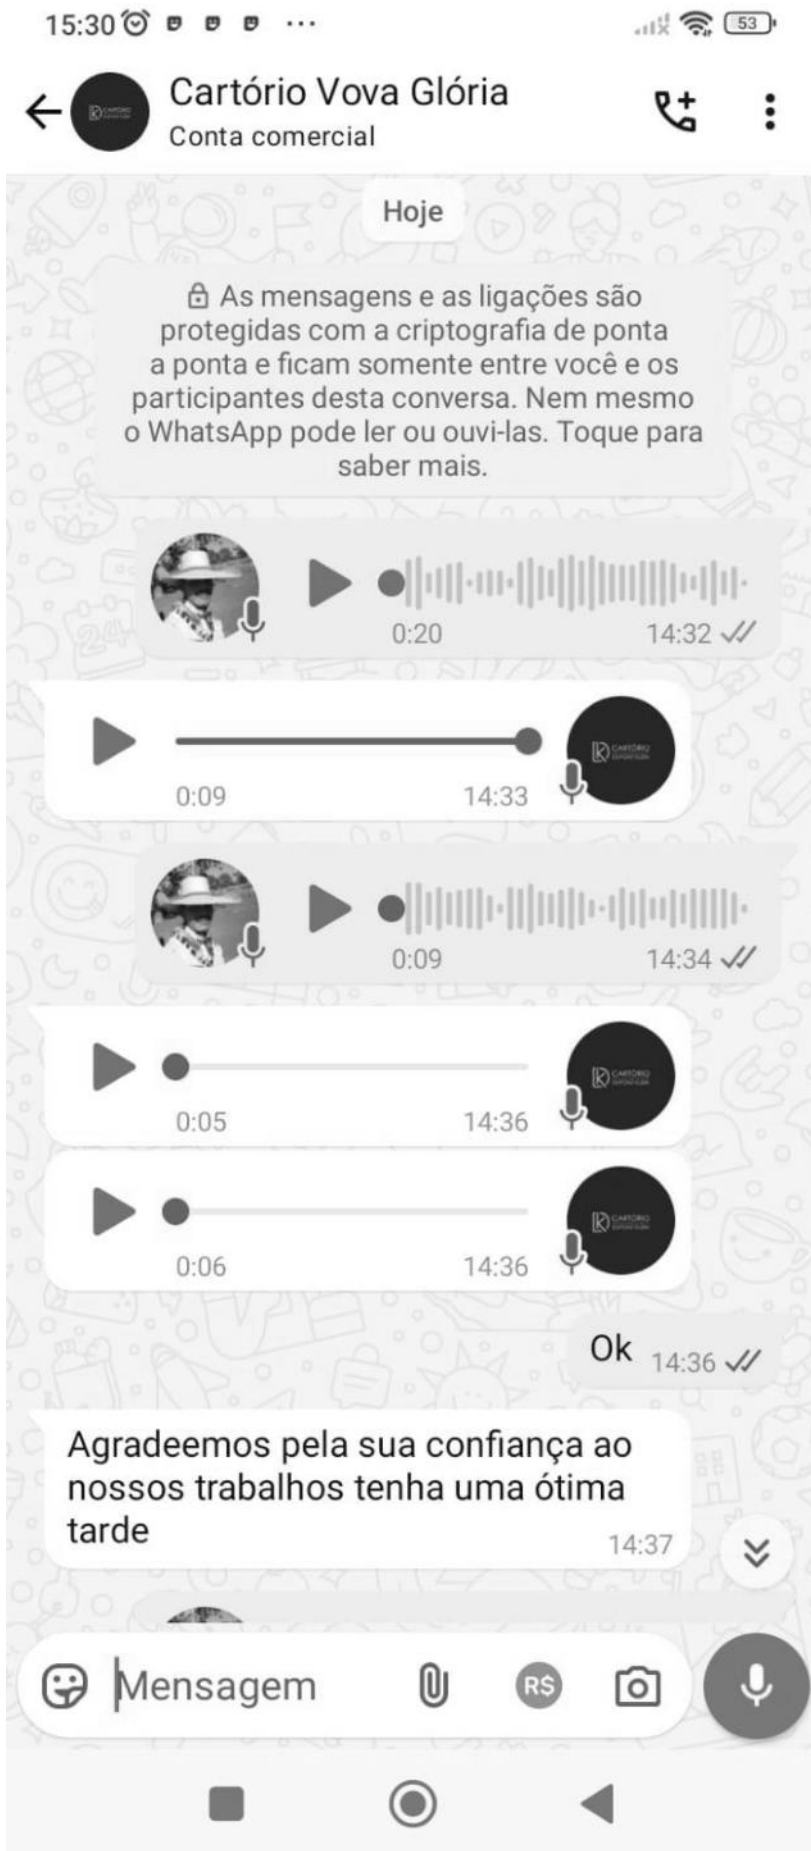 15:30
53
Cartório Vova Glória
Conta comercial
Hoje
As mensagens e as ligações são
protegidas com a criptografia de ponta
a ponta e ficam somente entre você e os
participantes desta conversa. Nem mesmo
o WhatsApp pode ler ou ouvi-las. Toque para
saber mais.
0:20 14:32
CARTÓRIO
0:09 14:33
0:09 14:34
CARTÓRIO
0:05 14:36
CARTÓRIO
0:06 14:36
Ok 14:36
Agradeemos pela sua confiança ao
nossos trabalhos tenha uma ótima
tarde
14:37
Mensagem R$